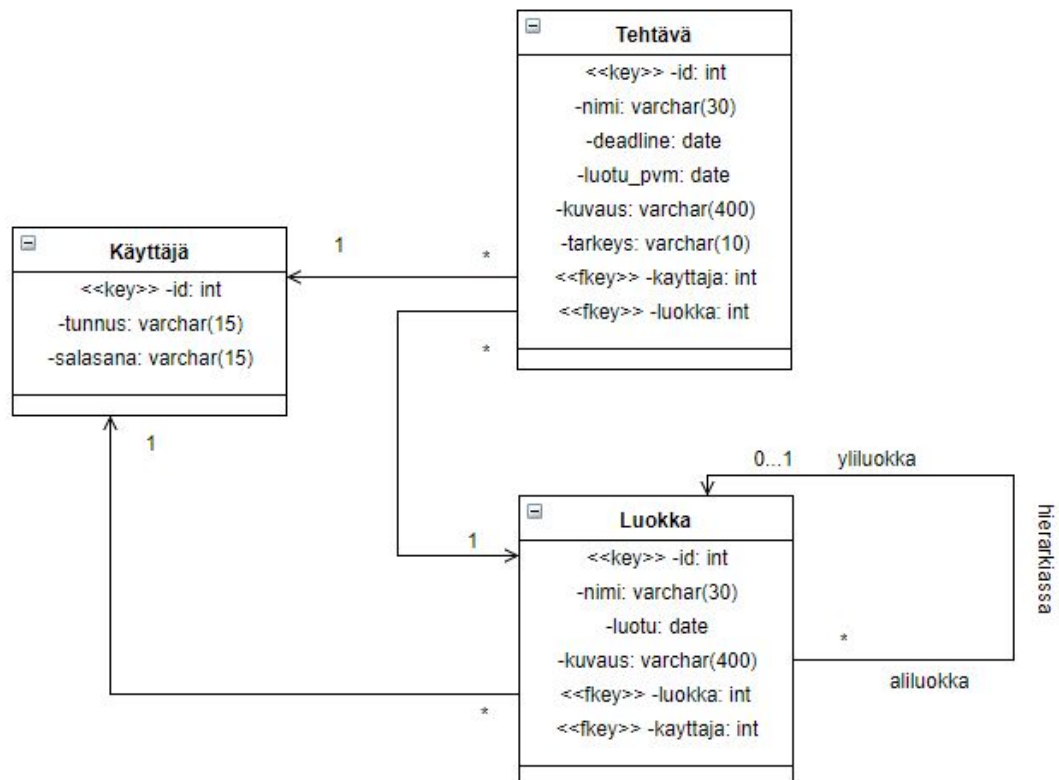 Tehtävä
<<key>> -id: int
-nimi: varchar(30)
-deadline: date
-luotu_pvm: date
-kuvaus: varchar(400)
-tarkeys: varchar(10)
<<fkey>> -kayttaja: int
<<fkey>> -luokka: int
Käyttäjä
<<key>> -id: int
-tunnus: varchar(15)
-salasana: varchar(15)
1
*
*
1
1
*
0...1
yliluokka
hierarkiassa
*
aliluokka
Luokka
<<key>> -id: int
-nimi: varchar(30)
-luotu: date
-kuvaus: varchar(400)
<<fkey>> -luokka: int
<<fkey>> -kayttaja: int